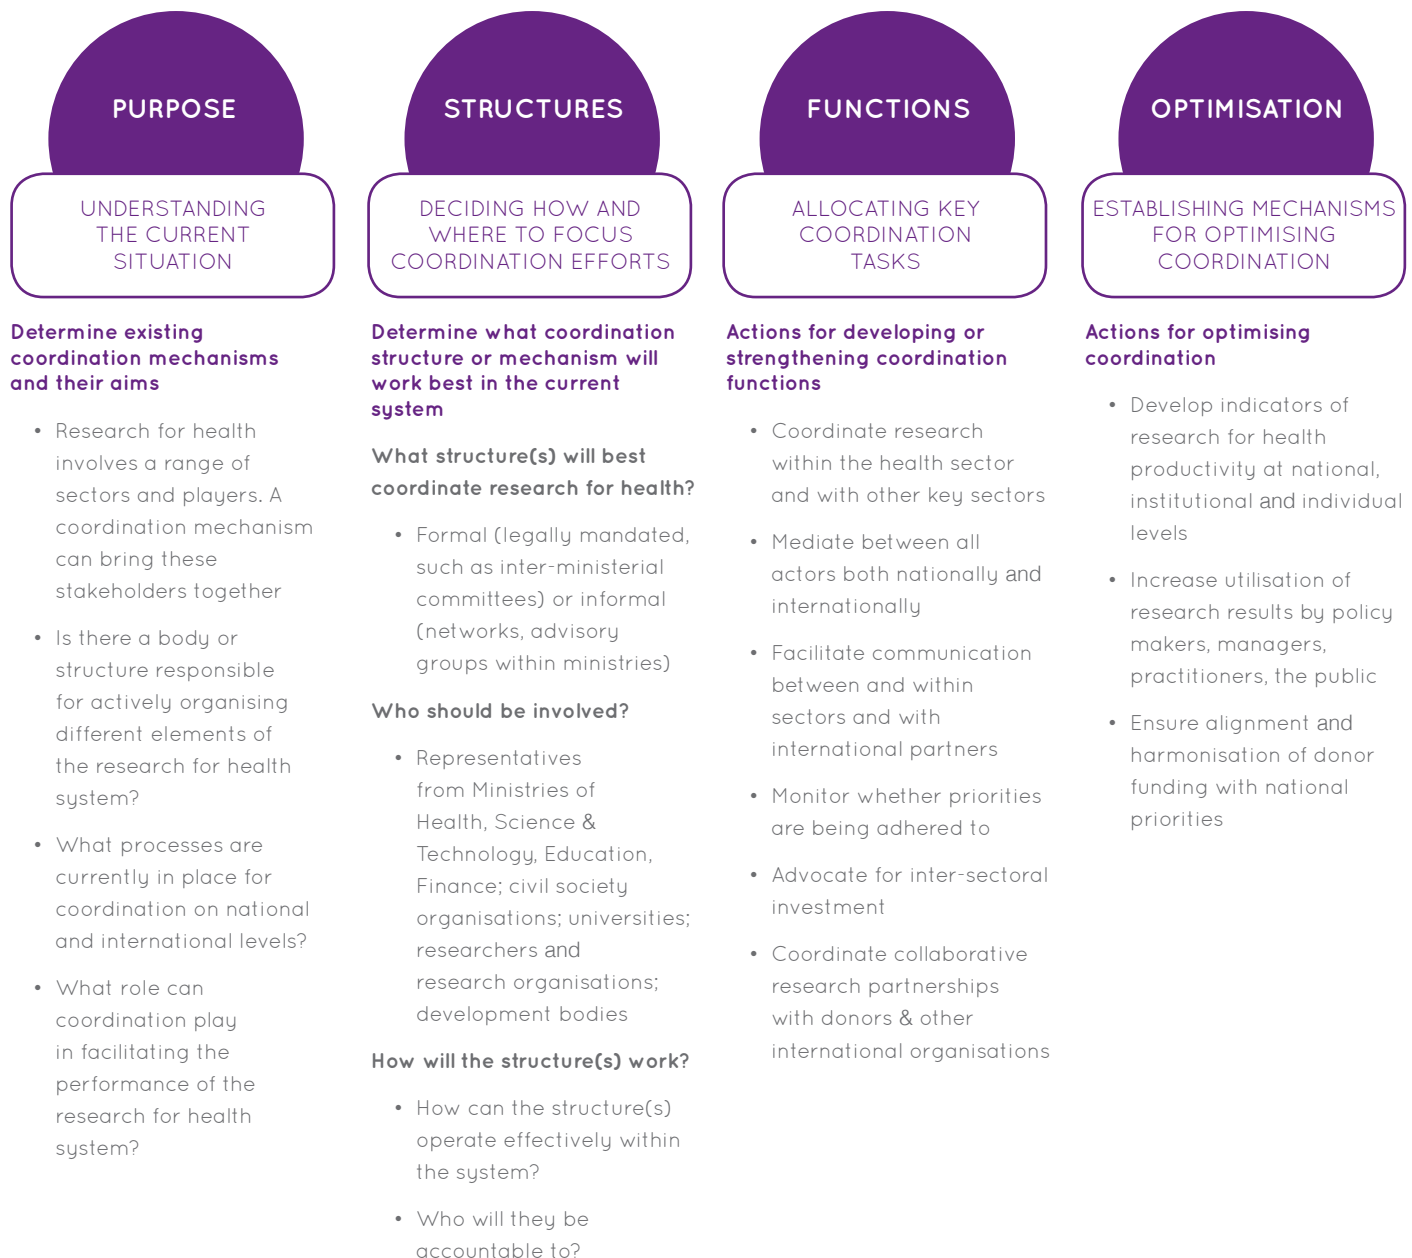 PURPOSE
UNDERSTANDING
THE CURRENT
SITUATION
Determine existing
coordination mechanisms
and their aims
• Research for health
involves a range of
sectors and players. A
coordination mechanism
can bring these
stakeholders together
• Is there a body or
structure responsible
for actively organising
different elements of
the research for health
system?
• What processes are
currently in place for
coordination on national
and international levels?
• What role can
coordination play
in facilitating the
performance of the
research for health
system?
STRUCTURES
DECIDING HOW AND
WHERE TO FOCUS
COORDINATION EFFORTS
Determine what coordination
structure or mechanism will
work best in the current
system
What structure(s) will best
coordinate research for health?
• Formal (legally mandated,
such as inter-ministerial
committees) or informal
(networks, advisory
groups within ministries)
Who should be involved?
• Representatives
from Ministries of
Health, Science &
Technology, Education,
Finance; civil society
organisations; universities;
researchers and
research organisations;
development bodies
How will the structure(s) work?
• How can the structure(s)
operate effectively within
the system?
• Who will they be
accountable to?
FUNCTIONS
ALLOCATING KEY
COORDINATION
TASKS
Actions for developing or
strengthening coordination
functions
• Coordinate research
within the health sector
and with other key sectors
• Mediate between all
actors both nationally and
internationally
• Facilitate communication
between and within
sectors and with
international partners
• Monitor whether priorities
are being adhered to
• Advocate for inter-sectoral
investment
• Coordinate collaborative
research partnerships
with donors & other
international organisations
OPTIMISATION
ESTABLISHING MECHANISMS
FOR OPTIMISING
COORDINATION
Actions for optimising
coordination
• Develop indicators of
research for health
productivity at national,
institutional and individual
levels
• Increase utilisation of
research results by policy
makers, managers,
practitioners, the public
• Ensure alignment and
harmonisation of donor
funding with national
priorities